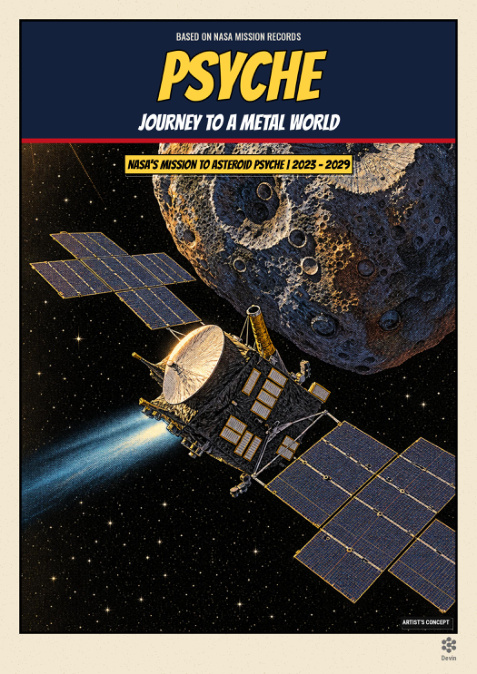 BASED ON NASA MISSION RECORDS
PSYCHE
JOURNEY TO A METAL WORLD
NASA'S MISSION TO ASTEROID PSYCHE | 2023 - 2029
ARTIST'S CONCEPT
Devin